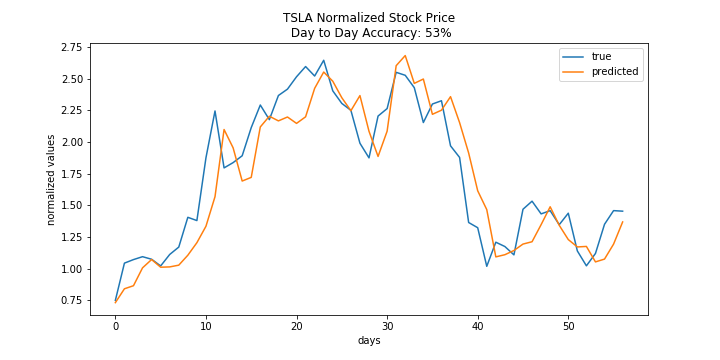 TSLA Normalized Stock Price
Day to Day Accuracy: 53%
true
predicted
normalized values
2.75
2.50
2.25
2.00
1.75
1.50
1.25
1.00
0.75
0 10 20 30 40 50
days